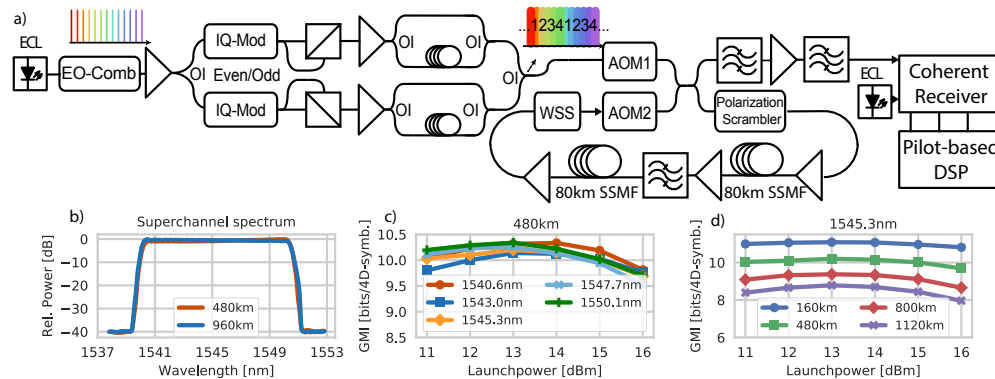 a)
ECL
EO-Comb
OI
IQ-Mod
Even/Odd
IQ-Mod
OI
OI
OI
OI
OI
...12341234...
AOM1
WSS
AOM2
Polarization
Scrambler
80km SSMF
80km SSMF
ECL
Coherent
Receiver
Pilot-based
DSP
b)
Superchannel spectrum
Rel. Power [dB]
0
−10
−20
−30
−40
480km
960km
1537
1541
1545
1549
1553
Wavelength [nm]
c)
480km
GMI [bits/4D-symb.]
10.5
10.0
9.5
9.0
8.5
1540.6nm
1543.0nm
1545.3nm
1547.7nm
1550.1nm
11
12
13
14
15
16
Launchpower [dBm]
d)
1545.3nm
GMI [bits/4D-symb.]
10
8
6
160km
480km
800km
1120km
11
12
13
14
15
16
Launchpower [dBm]